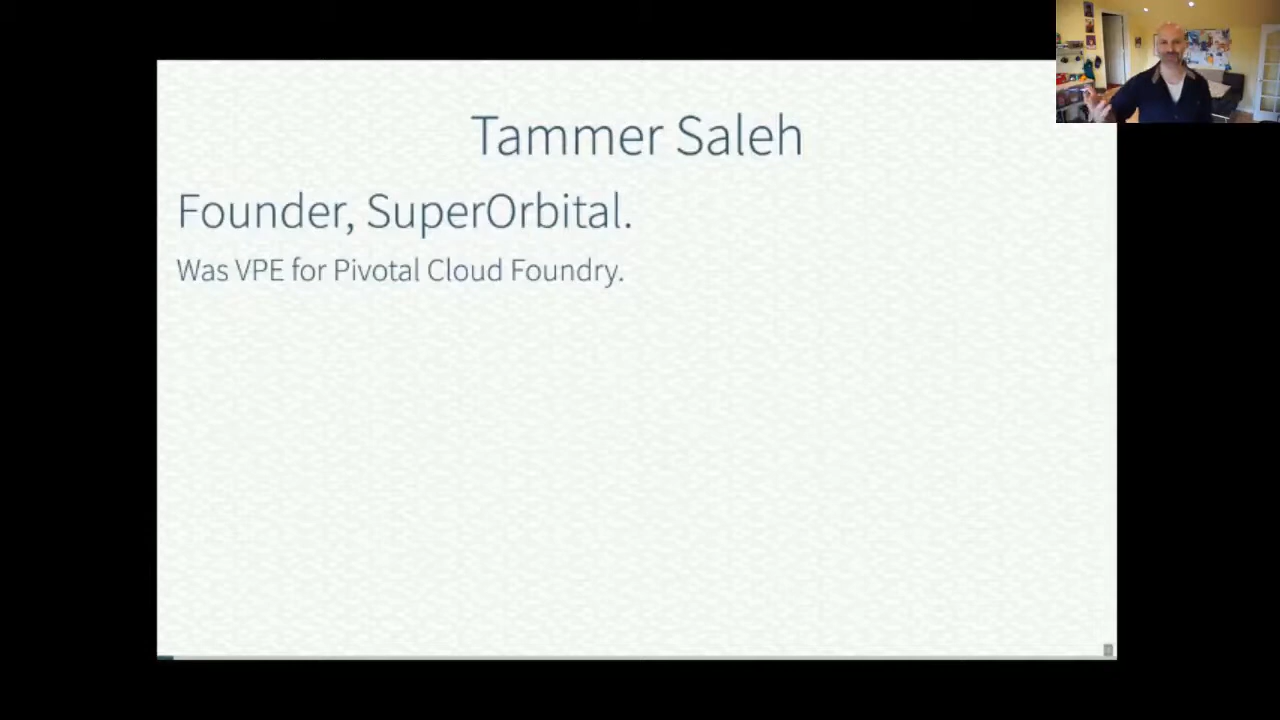 Tammer Saleh
Founder, SuperOrbital.
Was VPE for Pivotal Cloud Foundry.